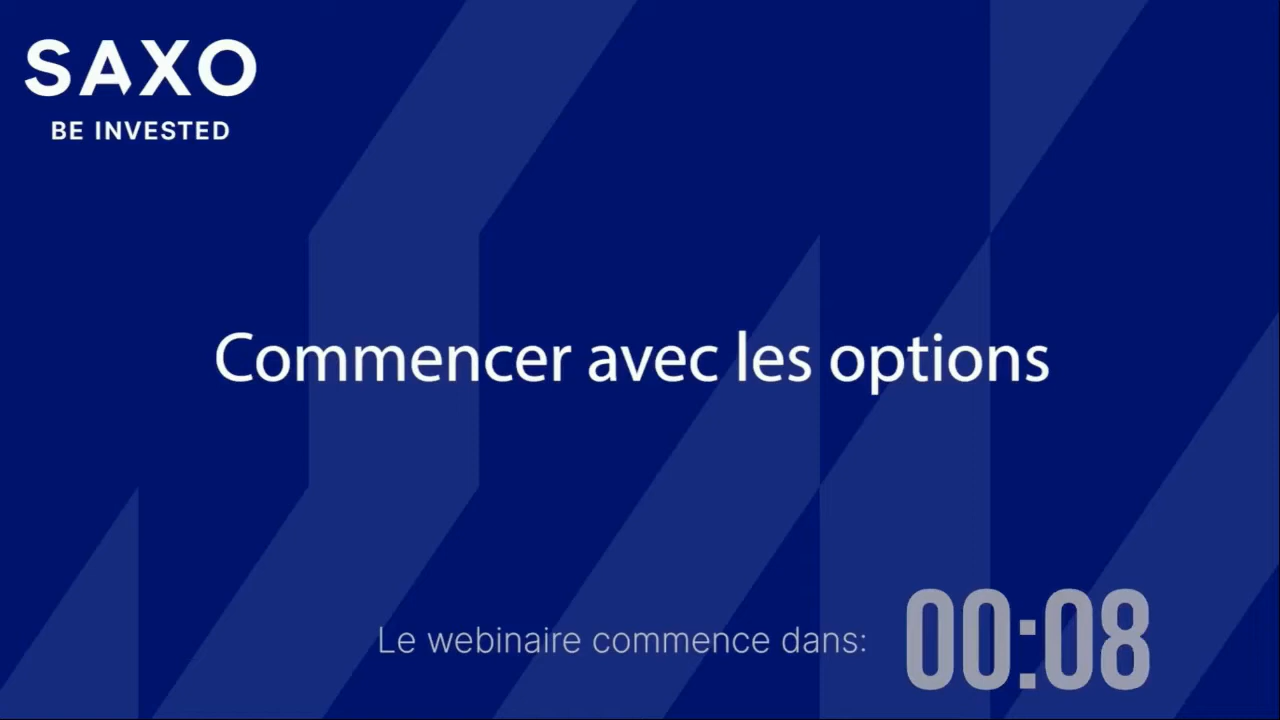 SAXO
BE INVESTED
Commencer avec les options
Le webinaire commence dans: 00:08